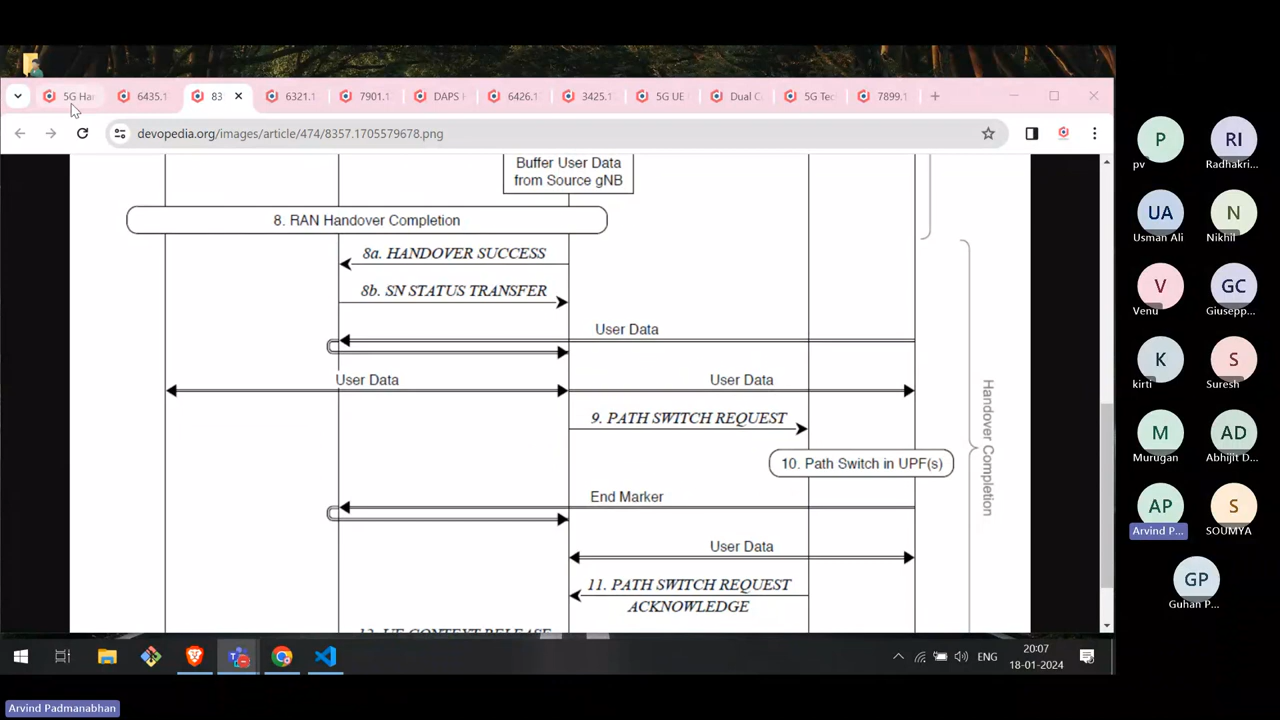 5G Har
6435.1
83
6321.1
7901.1
DAPS H
6426.1
3425.1
5G UE
Dual C
5G Tec
7899.1
devopedia.org/images/article/474/8357.1705579678.png
Buffer User Data
from Source gNB
8. RAN Handover Completion
8a. HANDOVER SUCCESS
8b. SN STATUS TRANSFER
User Data
User Data
User Data
9. PATH SWITCH REQUEST
10. Path Switch in UPF(s)
End Marker
User Data
11. PATH SWITCH REQUEST
ACKNOWLEDGE
Handover Completion
P
pv
RI
Radhakri...
UA
Usman Ali
N
Nikhil
V
Venu
GC
Giusepp...
K
kirti
S
Suresh
M
Murugan
AD
Abhijit D...
AP
Arvind P...
S
SOUMYA
GP
Guhan P...
ENG
20:07
18-01-2024
Arvind Padmanabhan